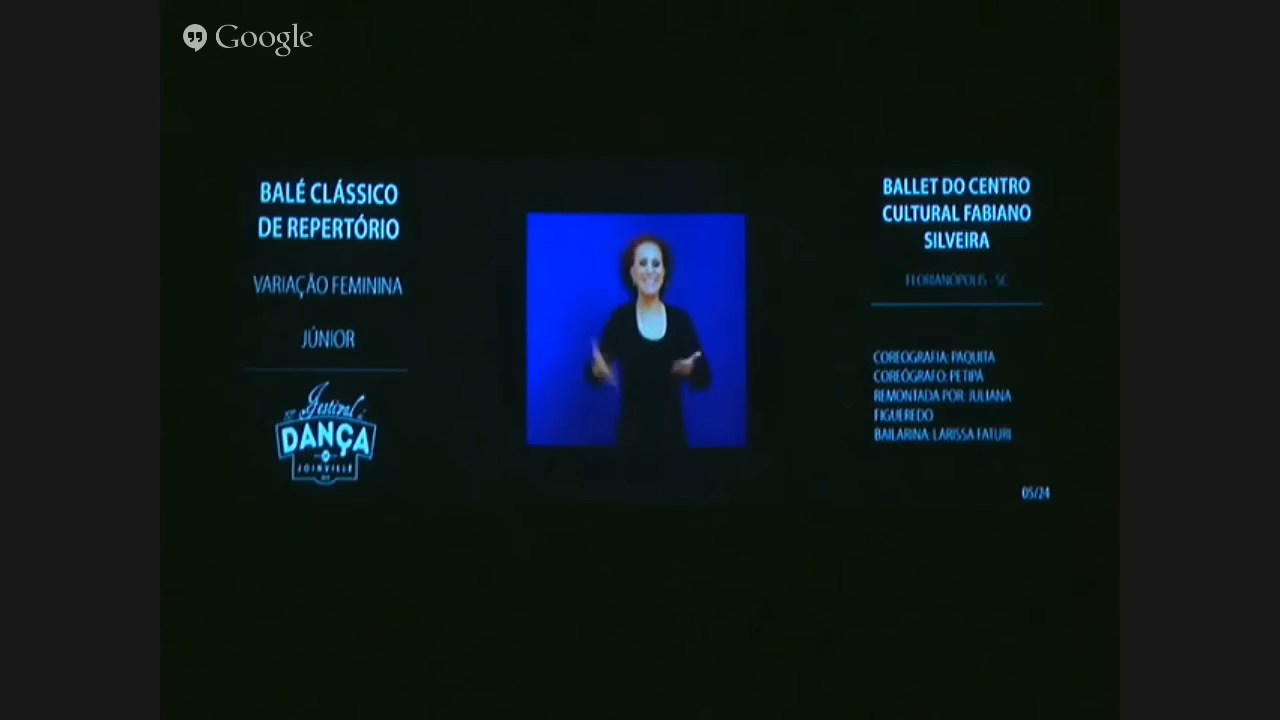 Google
BALÉ CLÁSSICO
DE REPERTÓRIO
VARIAÇÃO FEMININA
JÚNIOR
Festival
DANÇA
JOINVILLE
BALLET DO CENTRO
CULTURAL FABIANO
SILVEIRA
FLORIANÓPOLIS - SC
COREOGRAFIA: PAQUITA
COREÓGRAFO: PETIPÁ
REMONTADA POR: JULIANA
FIGUEREDO
BAILARINA: LARISSA FATURI
05/24